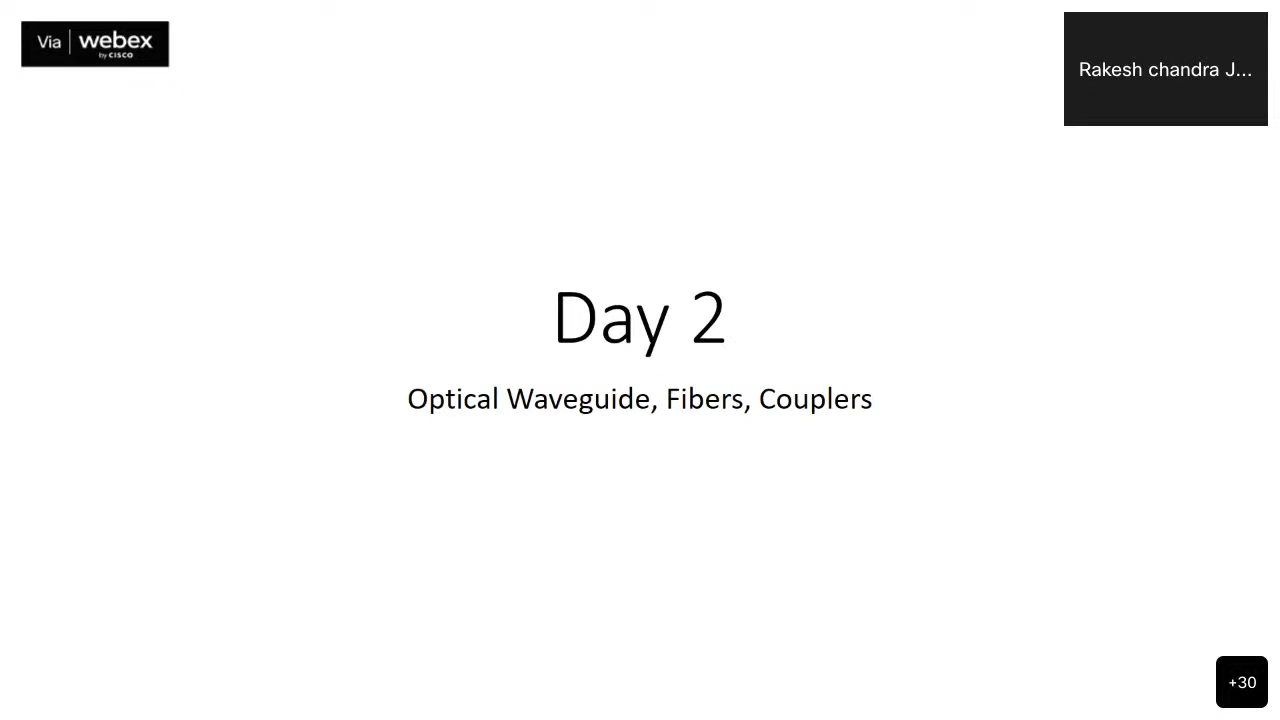 Via webex
by CISCO
Rakesh chandra J...
Day 2
Optical Waveguide, Fibers, Couplers
+30